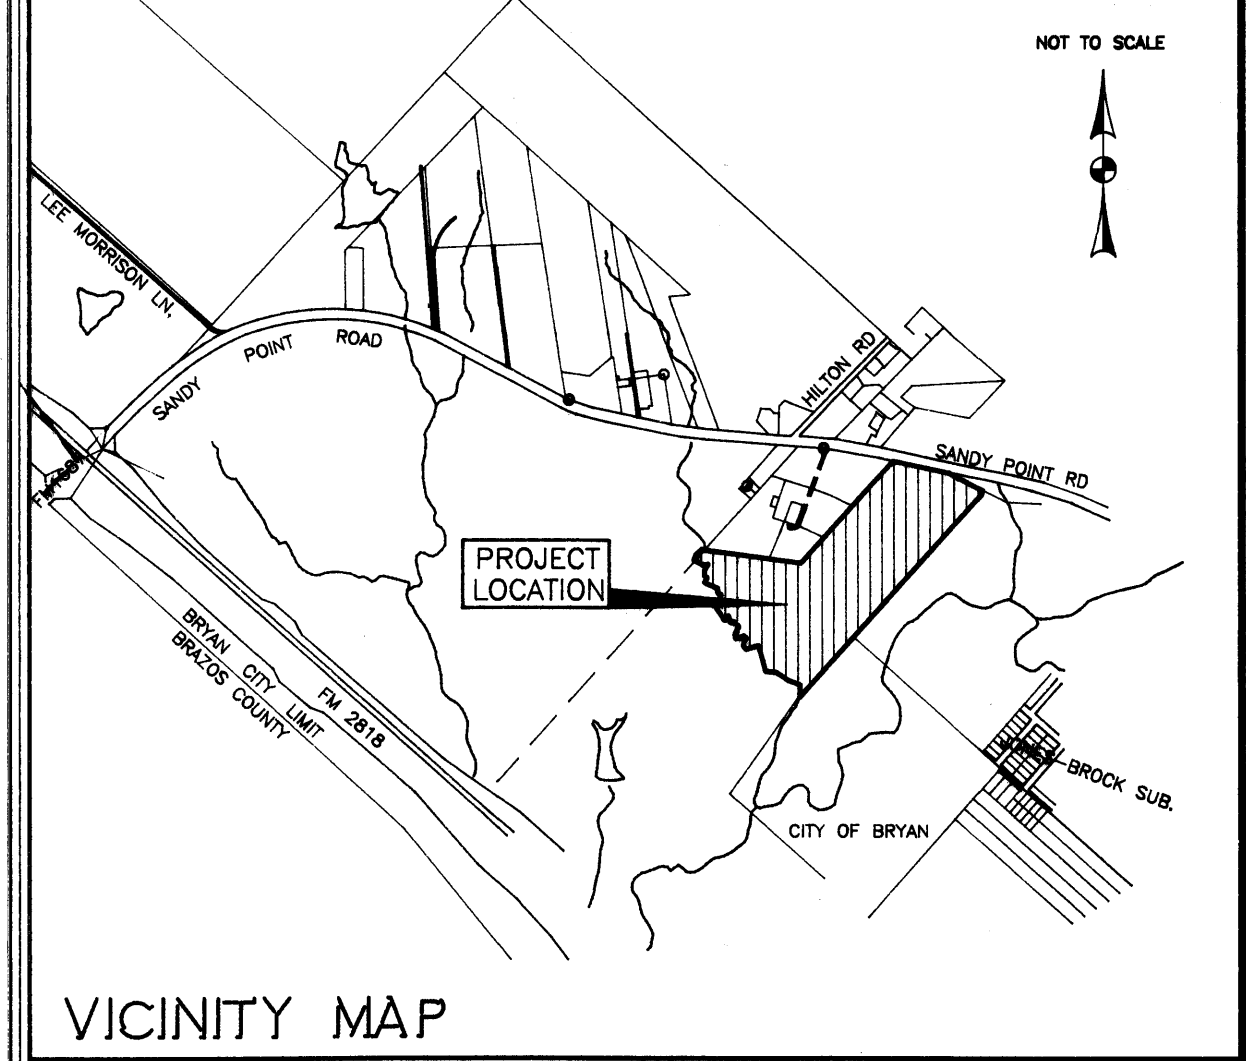 NOT TO SCALE
LEE MORRISON LN.
SANDY POINT ROAD
HILTON RD
SANDY POINT RD
PROJECT
LOCATION
BRYAN CITY LIMIT
BRAZOS COUNTY
FM 2818
JONES-BROCK SUB.
CITY OF BRYAN
VICINITY MAP